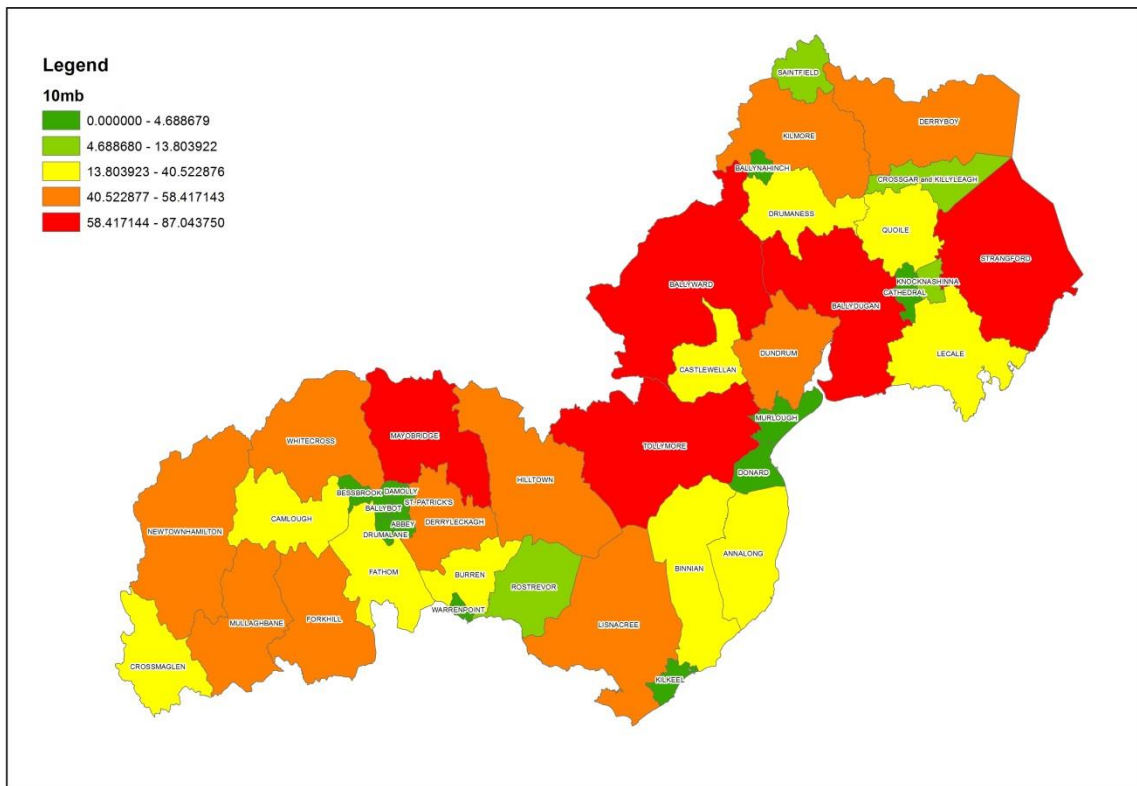 Legend
10mb
0.000000 - 4.688679
4.688680 - 13.803922
13.803923 - 40.522876
40.522877 - 58.417143
58.417144 - 87.043750
SAINTFIELD
DERRYBOY
KILMORE
BALLYNAHINCH
CROSSGAR and KILLYLEAGH
DRUMANESS
QUOILE
STRANGFORD
KNOCKNASHINNA
BALLYWARD
CATHEDRAL
BALLYDUGAN
DUNDRUM
LECALE
CASTLEWELLAN
MURLOUGH
MAYOBRIDGE
WHITECROSS
TOLLYMORE
DONARD
HILLTOWN
BESSBROOK
DAMOLLY
ST-PATRICK'S
BALLYBOT
CAMLOUGH
DERRYLECKAGH
ABBEY
NEWTOWNHAMILTON
DRUMALANE
ANNALONG
BINNIAN
FATHOM
BURREN
ROSTREVOR
WARRENPOINT
FORKHILL
MULLAGHBANE
LISNACREE
CROSSMAGLEN
KILKEEL